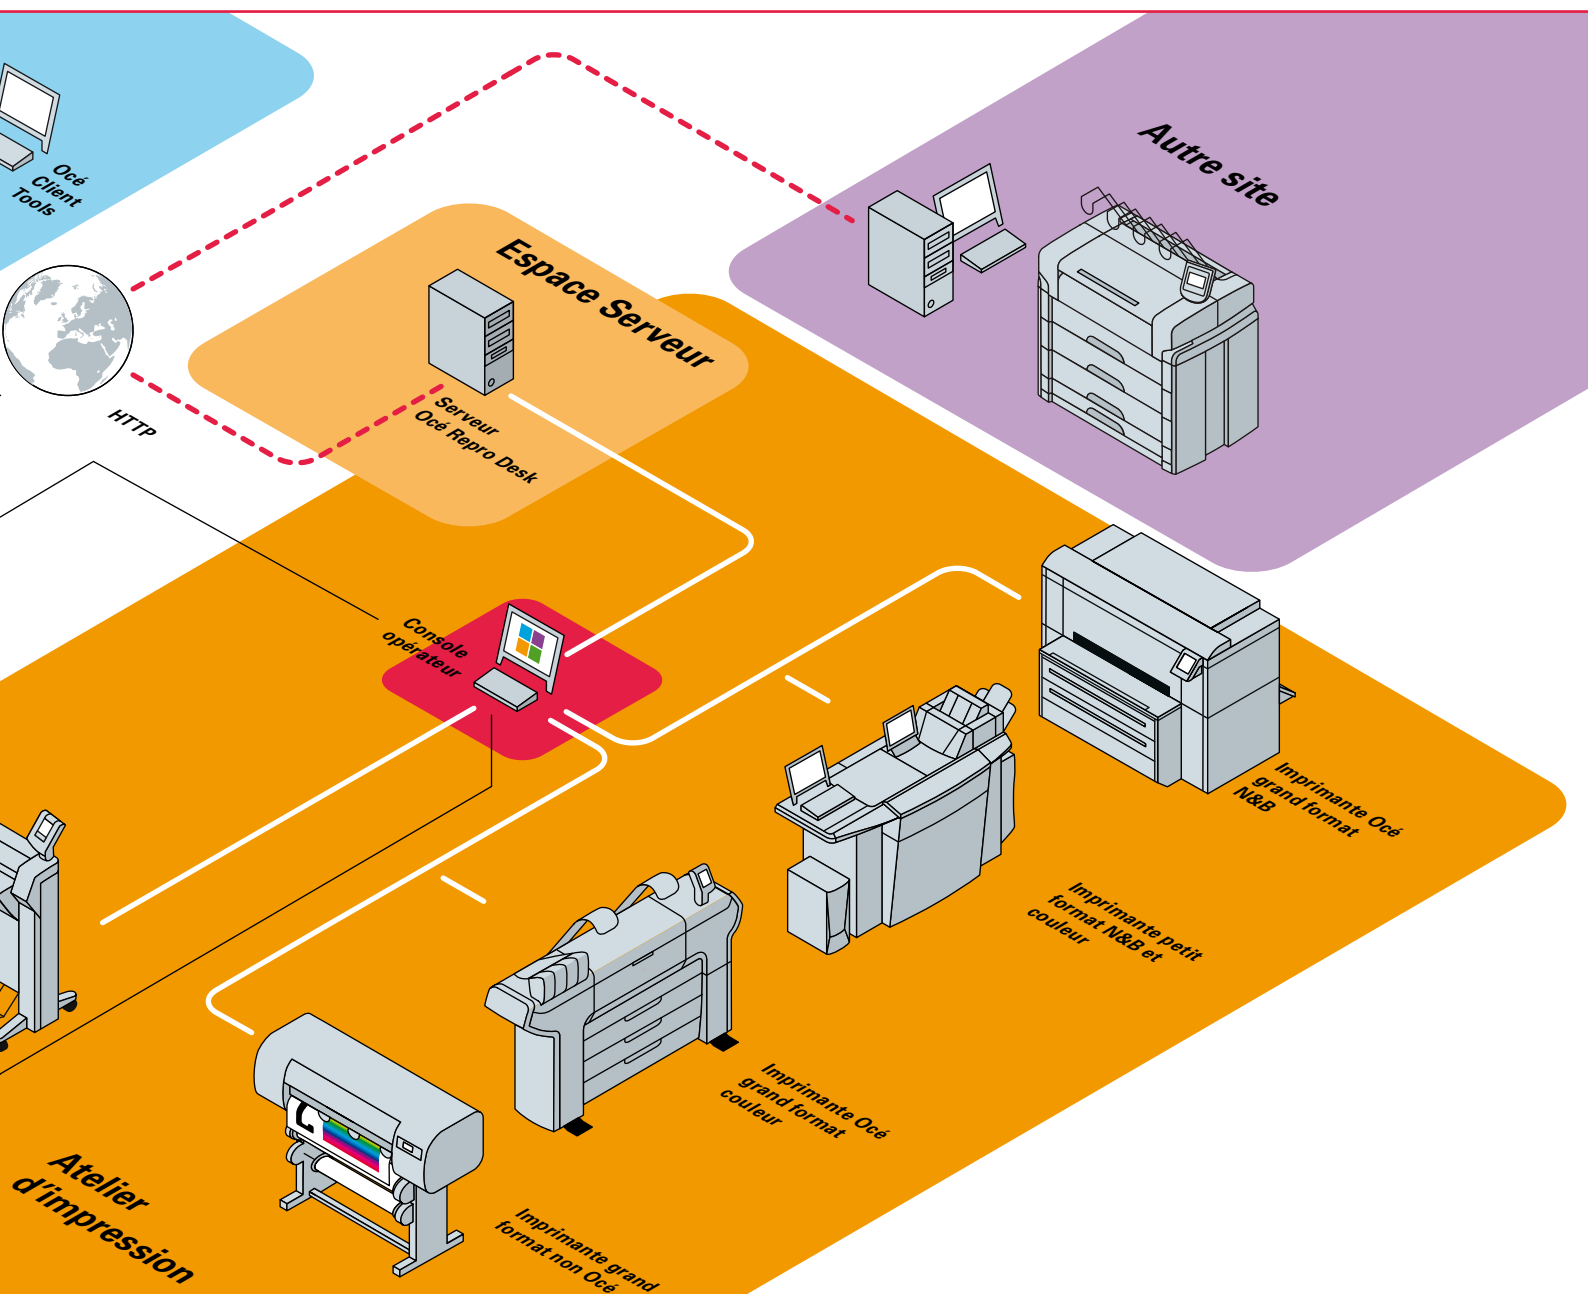 Océ
Client
Tools
Autre site
Espace Serveur
HTTP
Serveur
Océ Repro Desk
Console
opérateur
Imprimante Océ
grand format
N&B
Imprimante petit
format N&B et
couleur
Imprimante Océ
grand format
couleur
Atelier
d'impression
Imprimante grand
format non Océ